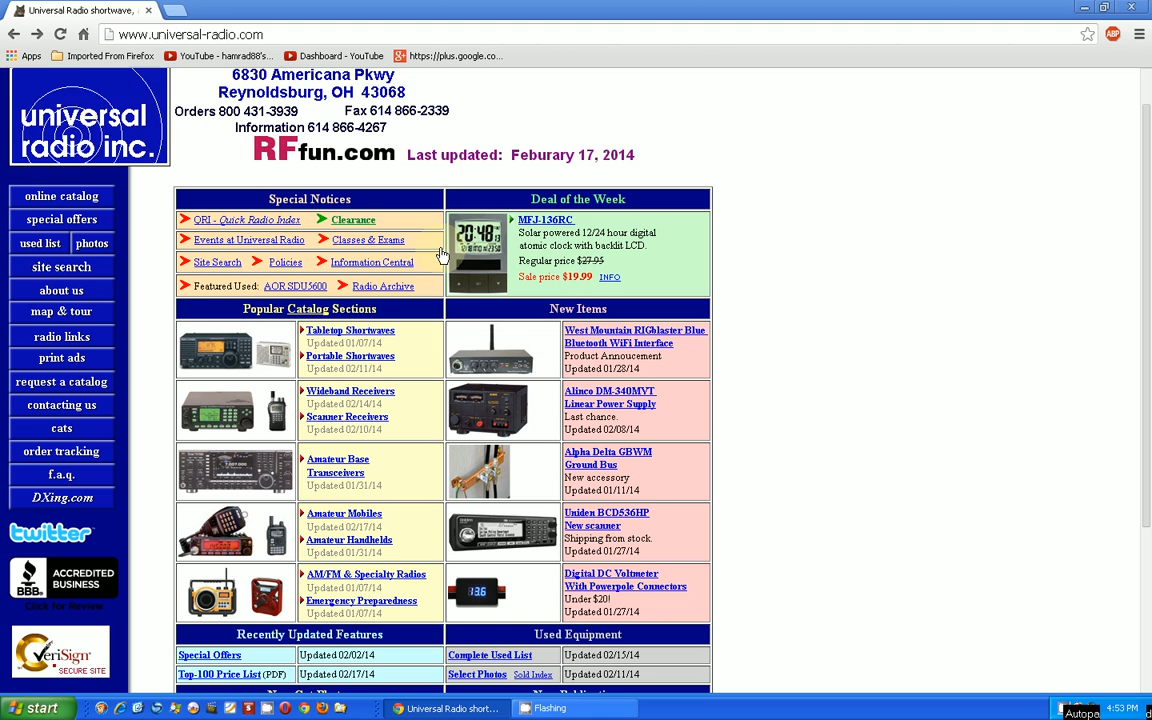 Universal Radio shortwave,
www.universal-radio.com
Apps
Imported From Firefox
YouTube - hamrad88's...
Dashboard - YouTube
https://plus.google.co...
ABP
universal
radio inc.
6830 Americana Pkwy
Reynoldsburg, OH 43068
Orders 800 431-3939 Fax 614 866-2339
Information 614 866-4267
RFfun.com Last updated: Feburary 17, 2014
online catalog
special offers
used list photos
site search
about us
map & tour
radio links
print ads
request a catalog
contacting us
cats
order tracking
f.a.q.
DXing.com
twitter
BBB. ACCREDITED
BUSINESS
Click for Review
VeriSign
SECURE SITE
Special Notices
QRI - Quick Radio Index Clearance
Events at Universal Radio Classes & Exams
Site Search Policies Information Central
Featured Used: AOR SDU5600 Radio Archive
Deal of the Week
20:48
MFJ-136RC
Solar powered 12/24 hour digital
atomic clock with backlit LCD.
Regular price $27.95
Sale price $19.99 INFO
Popular Catalog Sections
Tabletop Shortwaves
Updated 01/07/14
Portable Shortwaves
Updated 02/11/14
Wideband Receivers
Updated 02/14/14
Scanner Receivers
Updated 02/10/14
Amateur Base
Transceivers
Updated 01/31/14
Amateur Mobiles
Updated 02/17/14
Amateur Handhelds
Updated 01/31/14
AM/FM & Specialty Radios
Updated 01/07/14
Emergency Preparedness
Updated 01/07/14
New Items
West Mountain RIGblaster Blue
Bluetooth WiFi Interface
Product Annoucement
Updated 01/28/14
Alinco DM-340MVT
Linear Power Supply
Last chance.
Updated 02/08/14
Alpha Delta GBWM
Ground Bus
New accessory
Updated 01/11/14
Uniden BCD536HP
New scanner
Shipping from stock.
Updated 01/27/14
13.6
Digital DC Voltmeter
With Powerpole Connectors
Under $20!
Updated 01/27/14
Recently Updated Features
Special Offers Updated 02/02/14
Top-100 Price List (PDF) Updated 02/17/14
Used Equipment
Complete Used List Updated 02/15/14
Select Photos Sold Index Updated 02/11/14
start
Universal Radio short...
Flashing
4:53 PM
Autopa